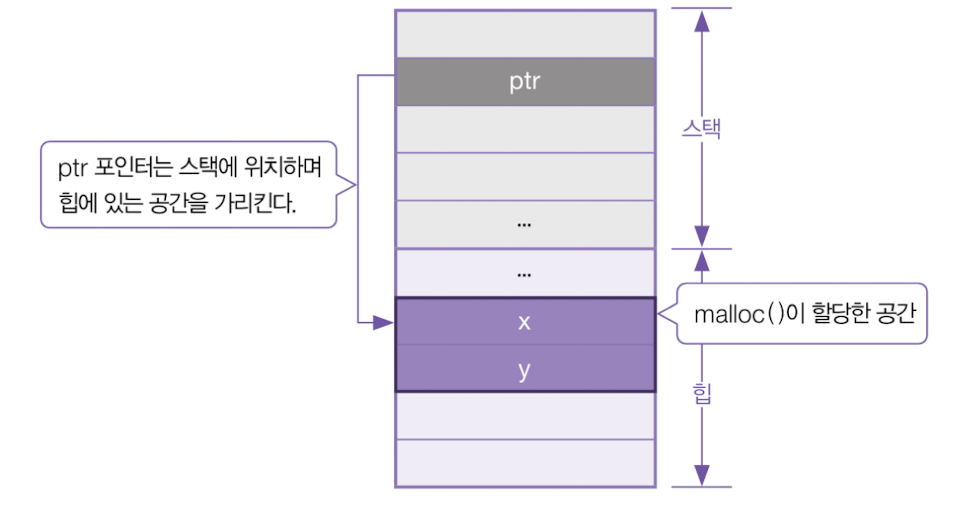 ptr
스택
ptr 포인터는 스택에 위치하며
힙에 있는 공간을 가리킨다.
...
...
x
malloc()이 할당한 공간
y
힙